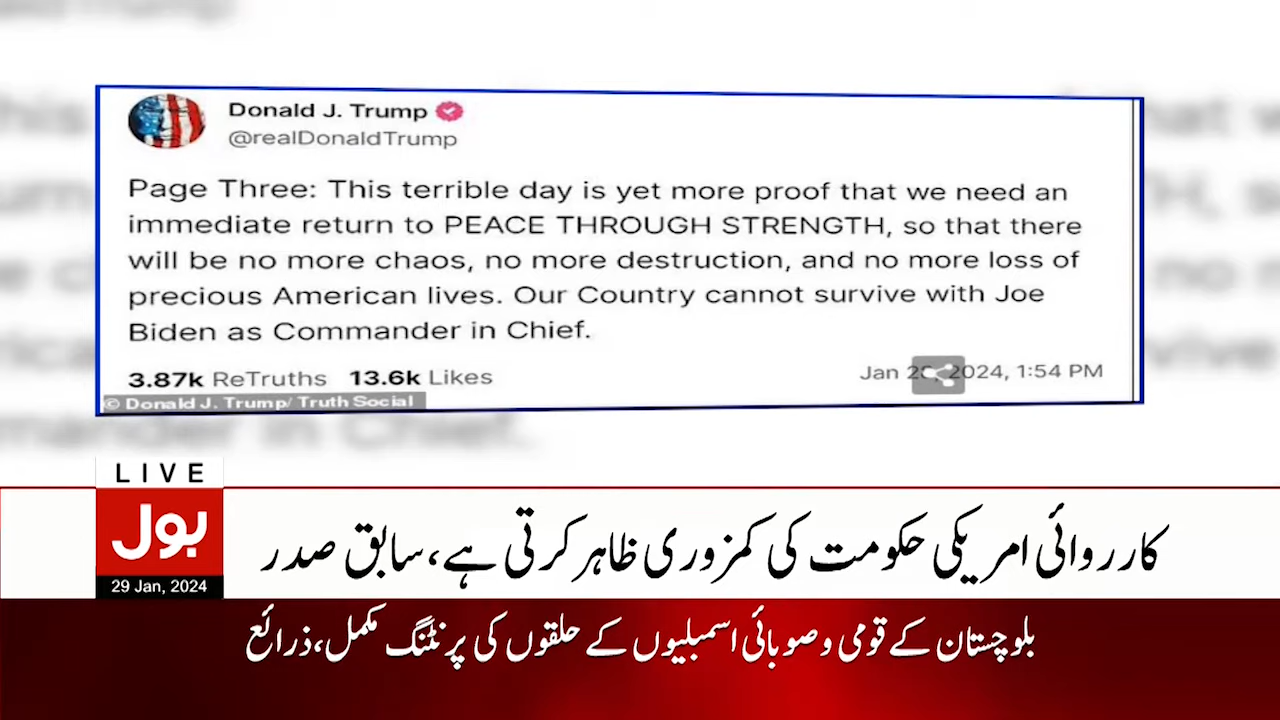 Donald J. Trump
@realDonaldTrump
Page Three: This terrible day is yet more proof that we need an
immediate return to PEACE THROUGH STRENGTH, so that there
will be no more chaos, no more destruction, and no more loss of
precious American lives. Our Country cannot survive with Joe
Biden as Commander in Chief.
3.87k ReTruths 13.6k Likes
Jan 2024, 1:54 PM
© Donald J. Trump/ Truth Social
LIVE
بول
29 Jan, 2024
کارروائی امریکی حکومت کی کمزوری ظاہر کرتی ہے، سابق صدر
بلوچستان کے قومی و صوبائی اسمبلیوں کے حلقوں کی پرنٹنگ مکمل، ذرائع